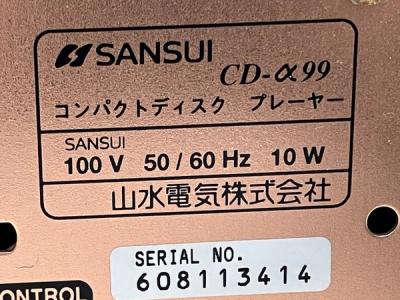 SANSUI
CD-α99
コンパクトディスク プレーヤー
SANSUI
100 V 50 / 60 Hz 10 W
山水電気株式会社
SERIAL NO.
608113414
CONTROL